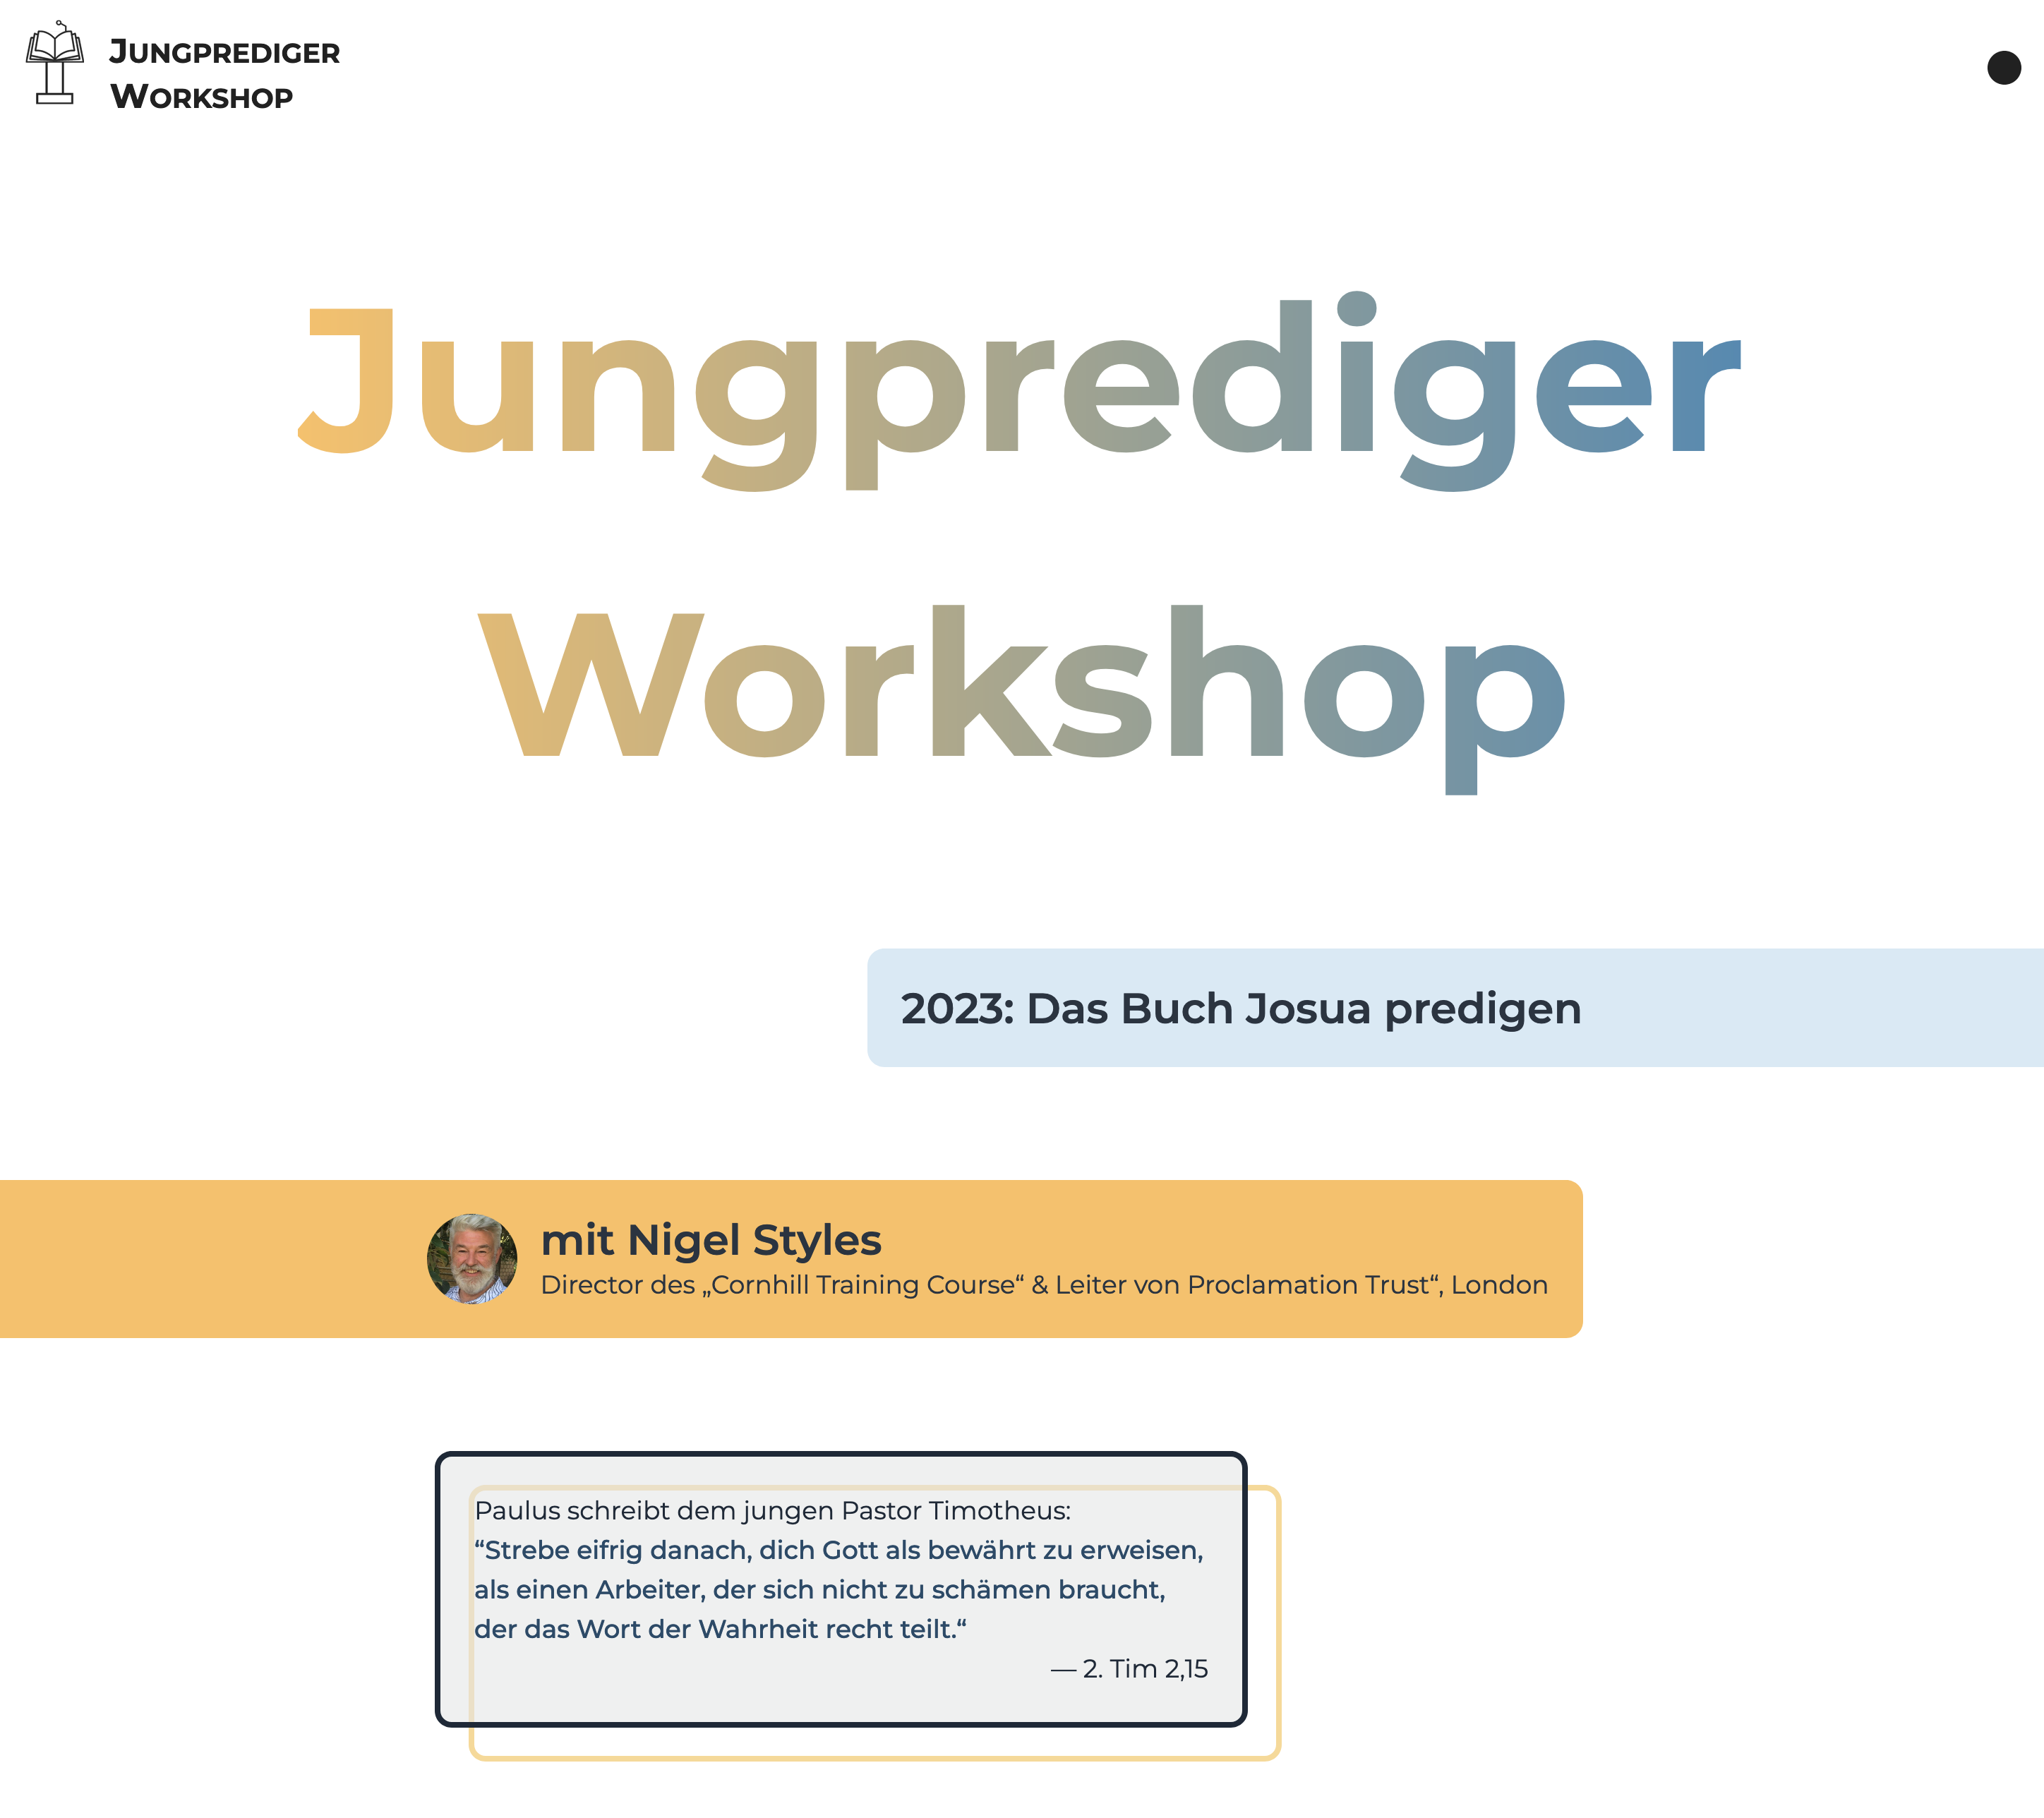 JUNGPREDIGER
WORKSHOP
Jungprediger
Workshop
2023: Das Buch Josua predigen
mit Nigel Styles
Director des „Cornhill Training Course“ & Leiter von Proclamation Trust“, London
Paulus schreibt dem jungen Pastor Timotheus:
“Strebe eifrig danach, dich Gott als bewährt zu erweisen,
als einen Arbeiter, der sich nicht zu schämen braucht,
der das Wort der Wahrheit recht teilt.“
— 2. Tim 2,15